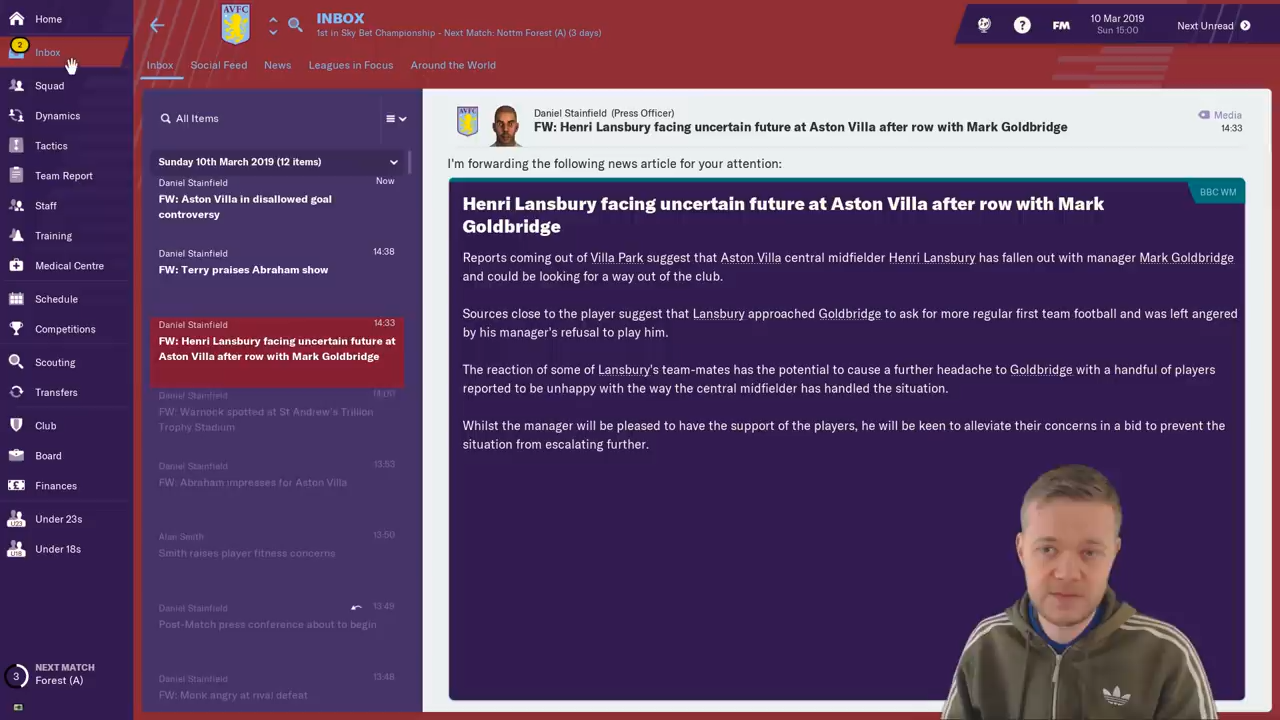 Home
2
Inbox
Squad
Dynamics
Tactics
Team Report
Staff
Training
Medical Centre
Schedule
Competitions
Scouting
Transfers
Club
Board
Finances
U23
Under 23s
U18
Under 18s
3
NEXT MATCH
Forest (A)
AVFC
INBOX
1st in Sky Bet Championship - Next Match: Nottm Forest (A) (3 days)
?
FM
10 Mar 2019
Sun 15:00
Next Unread
Inbox
Social Feed
News
Leagues in Focus
Around the World
All Items
Sunday 10th March 2019 (12 items)
Daniel Stainfield
Now
FW: Aston Villa in disallowed goal
controversy
Daniel Stainfield
14:38
FW: Terry praises Abraham show
Daniel Stainfield
14:33
FW: Henri Lansbury facing uncertain future at
Aston Villa after row with Mark Goldbridge
Daniel Stainfield
14:00
FW: Warnock spotted at St Andrew's Trillion
Trophy Stadium
Daniel Stainfield
13:53
FW: Abraham impresses for Aston Villa
Alan Smith
13:50
Smith raises player fitness concerns
Daniel Stainfield
13:49
Post-Match press conference about to begin
Daniel Stainfield
13:48
FW: Monk angry at rival defeat
AVFC
Daniel Stainfield (Press Officer)
FW: Henri Lansbury facing uncertain future at Aston Villa after row with Mark Goldbridge
Media
14:33
I'm forwarding the following news article for your attention:
BBC WM
Henri Lansbury facing uncertain future at Aston Villa after row with Mark
Goldbridge
Reports coming out of Villa Park suggest that Aston Villa central midfielder Henri Lansbury has fallen out with manager Mark Goldbridge
and could be looking for a way out of the club.
Sources close to the player suggest that Lansbury approached Goldbridge to ask for more regular first team football and was left angered
by his manager's refusal to play him.
The reaction of some of Lansbury's team-mates has the potential to cause a further headache to Goldbridge with a handful of players
reported to be unhappy with the way the central midfielder has handled the situation.
Whilst the manager will be pleased to have the support of the players, he will be keen to alleviate their concerns in a bid to prevent the
situation from escalating further.